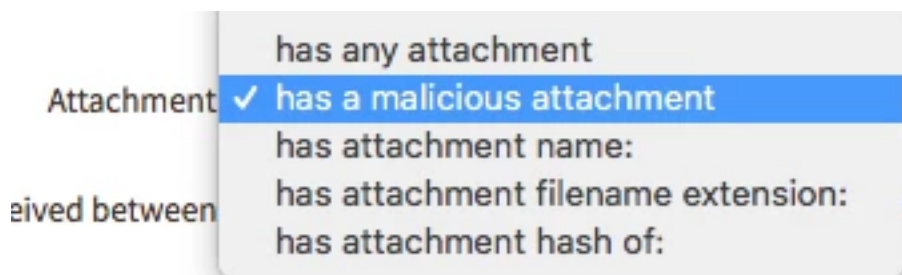 has any attachment
Attachment ✓ has a malicious attachment
has attachment name:
has attachment filename extension:
eived between
has attachment hash of: